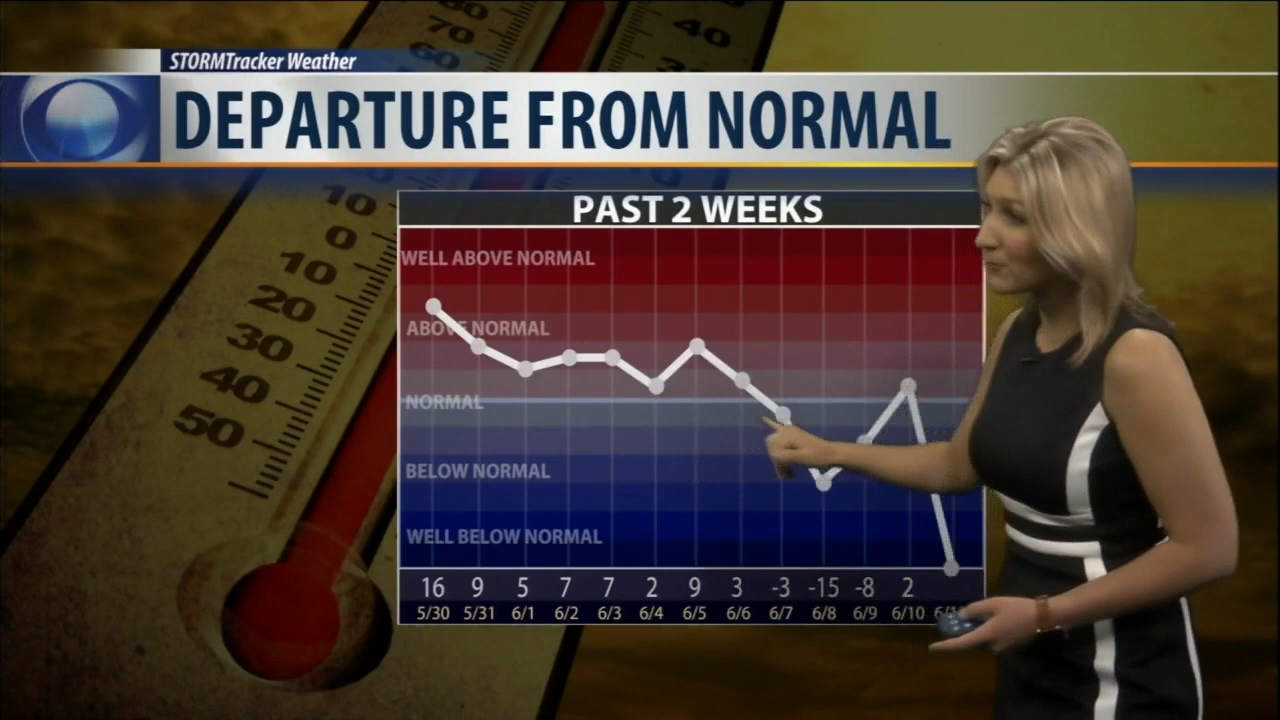 80
70
60
40
30
STORMTracker Weather
DEPARTURE FROM NORMAL
10
0
10
20
30
40
50
PAST 2 WEEKS
WELL ABOVE NORMAL
ABOVE NORMAL
NORMAL
BELOW NORMAL
WELL BELOW NORMAL
16 9 5 7 7 2 9 3 -3 -15 -8 2
5/30 5/31 6/1 6/2 6/3 6/4 6/5 6/6 6/7 6/8 6/9 6/10